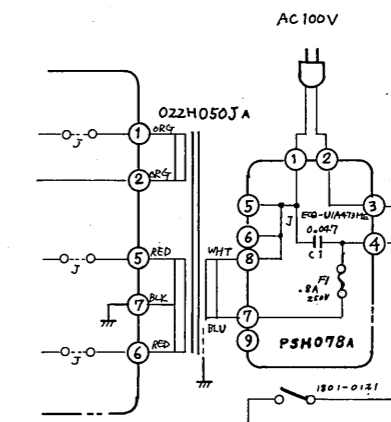 AC 100V
022H050JA
1 ORG
J
2 ORG
1 2
5
3
J
ECQ-U1A473MZ
6
0.047
4
5 RED
WHT
8
C1
J
F1
.8A
250V
7 BLK
7
BLU
PSH078A
6 RED
9
J
1801-0121